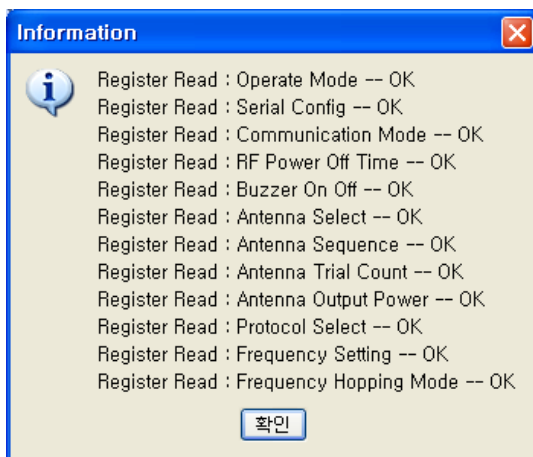 Information
Register Read : Operate Mode -- OK
Register Read : Serial Config -- OK
Register Read : Communication Mode -- OK
Register Read : RF Power Off Time -- OK
Register Read : Buzzer On Off -- OK
Register Read : Antenna Select -- OK
Register Read : Antenna Sequence -- OK
Register Read : Antenna Trial Count -- OK
Register Read : Antenna Output Power -- OK
Register Read : Protocol Select -- OK
Register Read : Frequency Setting -- OK
Register Read : Frequency Hopping Mode -- OK
확인